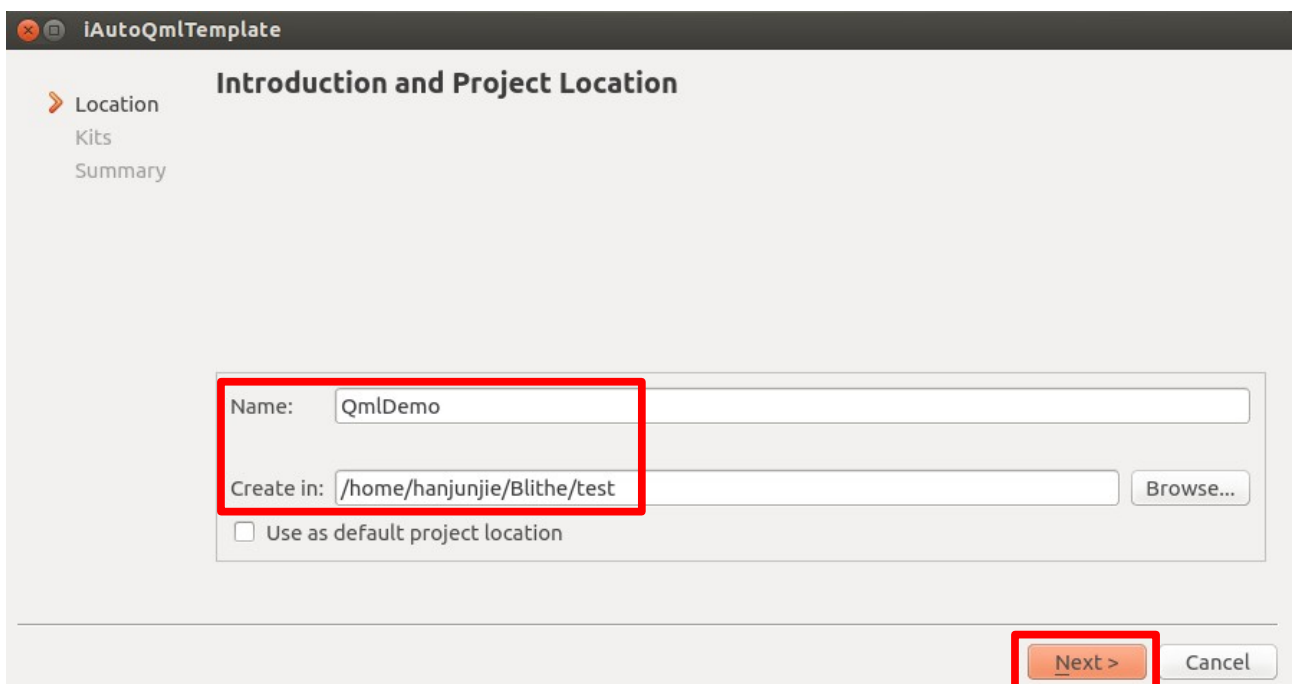 iAutoQmlTemplate
Introduction and Project Location
Location
Kits
Summary
Name: QmlDemo
Create in: /home/hanjunjie/Blithe/test Browse...
Use as default project location
Next > Cancel